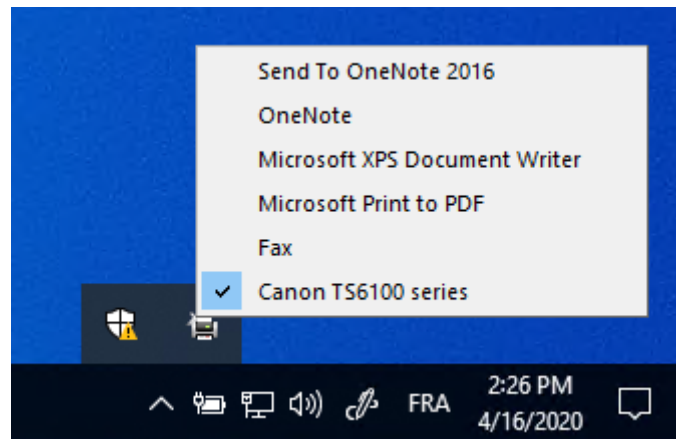 Send To OneNote 2016
OneNote
Microsoft XPS Document Writer
Microsoft Print to PDF
Fax
Canon TS6100 series
FRA
2:26 PM
4/16/2020